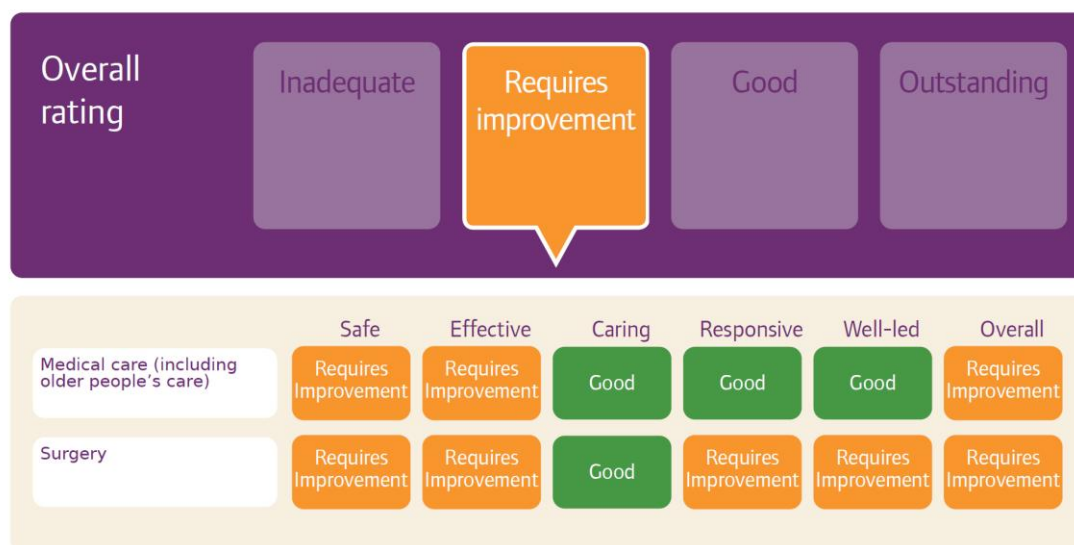 Overall
rating
Inadequate
Requires
improvement
Good
Outstanding
Safe Effective Caring Responsive Well-led Overall
Medical care (including
older people's care)
Requires
Improvement
Requires
Improvement
Good
Good
Good
Requires
Improvement
Surgery
Requires
Improvement
Requires
Improvement
Good
Requires
Improvement
Requires
Improvement
Requires
Improvement